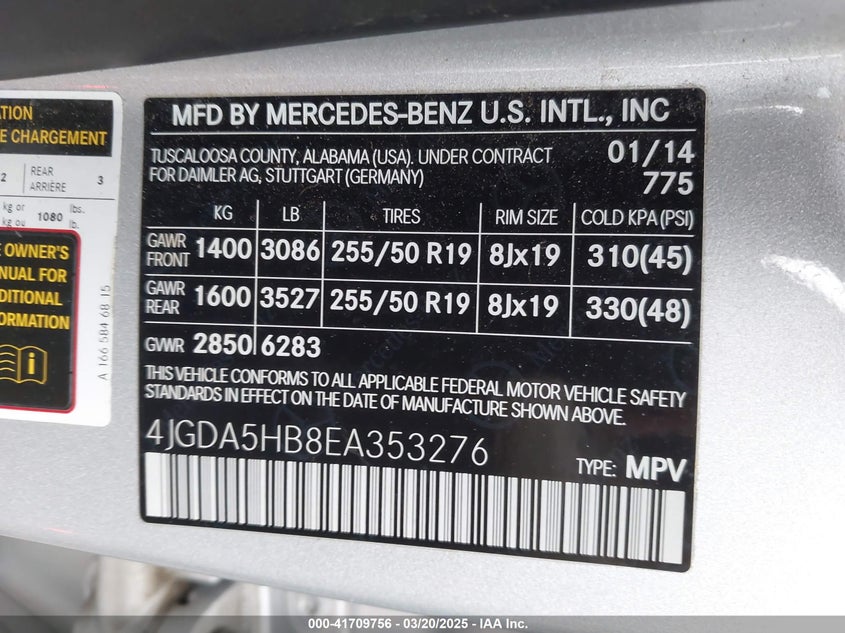 ATION
E CHARGEMENT
2 REAR ARRIÈRE 3
kg or kg ou 1080 lbs. lb.
E OWNER'S
NUAL FOR
DITIONAL
FORMATION
i
A 166 584 68 15
MFD BY MERCEDES-BENZ U.S. INTL., INC
TUSCALOOSA COUNTY, ALABAMA (USA). UNDER CONTRACT 01/14
FOR DAIMLER AG, STUTTGART (GERMANY) 775
KG LB TIRES RIM SIZE COLD KPA(PSI)
GAWR FRONT 1400 3086 255/50 R19 8Jx19 310(45)
GAWR REAR 1600 3527 255/50 R19 8Jx19 330(48)
GVWR 2850 6283
THIS VEHICLE CONFORMS TO ALL APPLICABLE FEDERAL MOTOR VEHICLE SAFETY
STANDARDS IN EFFECT ON THE DATE OF MANUFACTURE SHOWN ABOVE.
4JGDA5HB8EA353276
TYPE: MPV
000-41709756 - 03/20/2025 - IAA Inc.